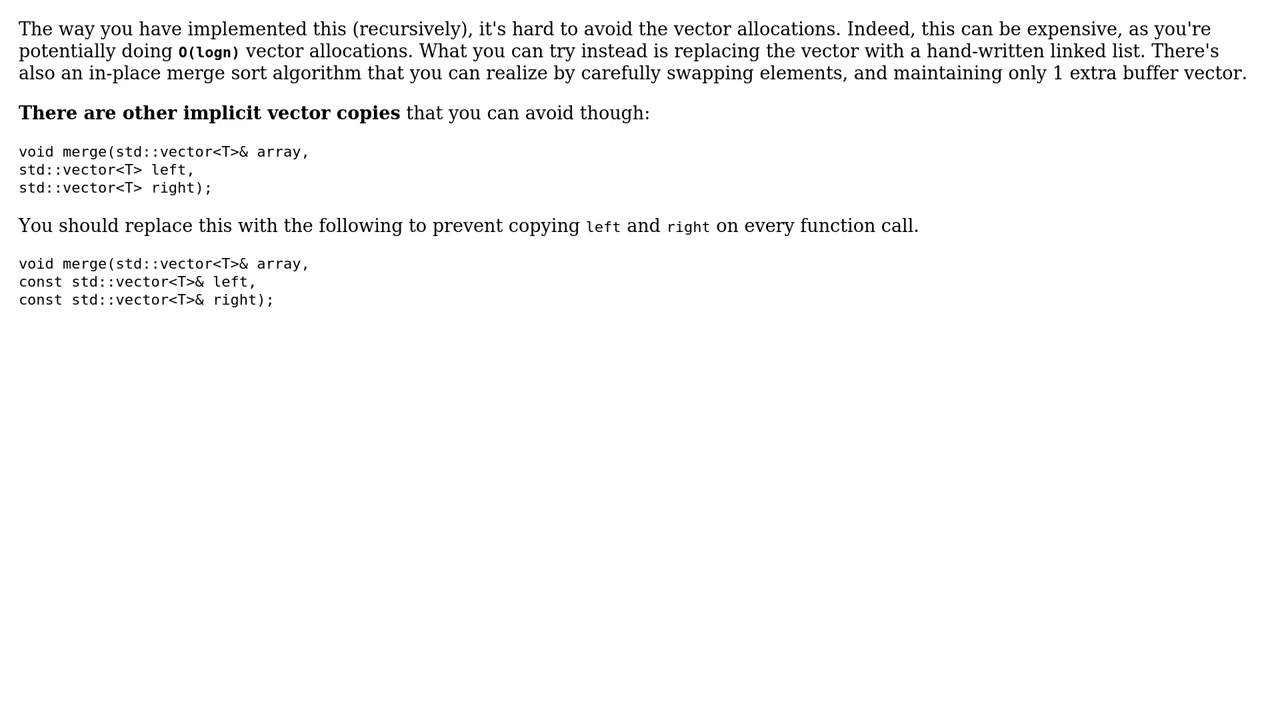 The way you have implemented this (recursively), it's hard to avoid the vector allocations. Indeed, this can be expensive, as you're
potentially doing O(logn) vector allocations. What you can try instead is replacing the vector with a hand-written linked list. There's
also an in-place merge sort algorithm that you can realize by carefully swapping elements, and maintaining only 1 extra buffer vector.
There are other implicit vector copies that you can avoid though:
void merge(std::vector<T>& array,
std::vector<T> left,
std::vector<T> right);
You should replace this with the following to prevent copying left and right on every function call.
void merge(std::vector<T>& array,
const std::vector<T>& left,
const std::vector<T>& right);